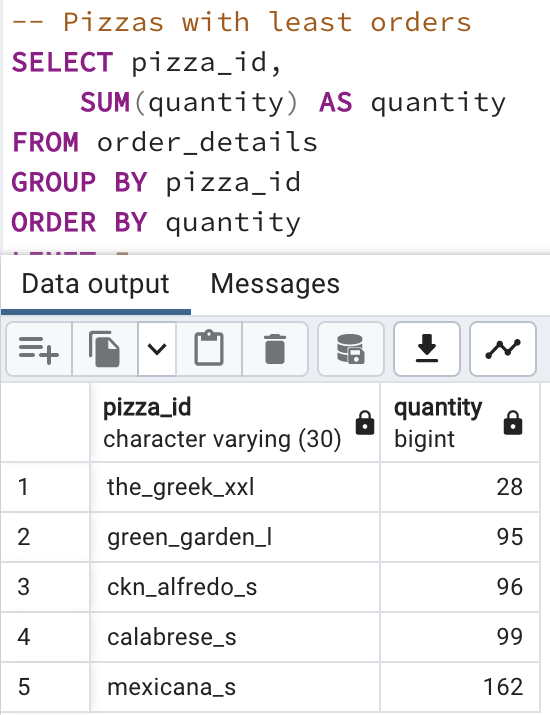 -- Pizzas with least orders
SELECT pizza_id,
SUM(quantity) AS quantity
FROM order_details
GROUP BY pizza_id
ORDER BY quantity
Data output Messages
pizza_id quantity
character varying (30) bigint
1 the_greek_xxl 28
2 green_garden_l 95
3 ckn_alfredo_s 96
4 calabrese_s 99
5 mexicana_s 162